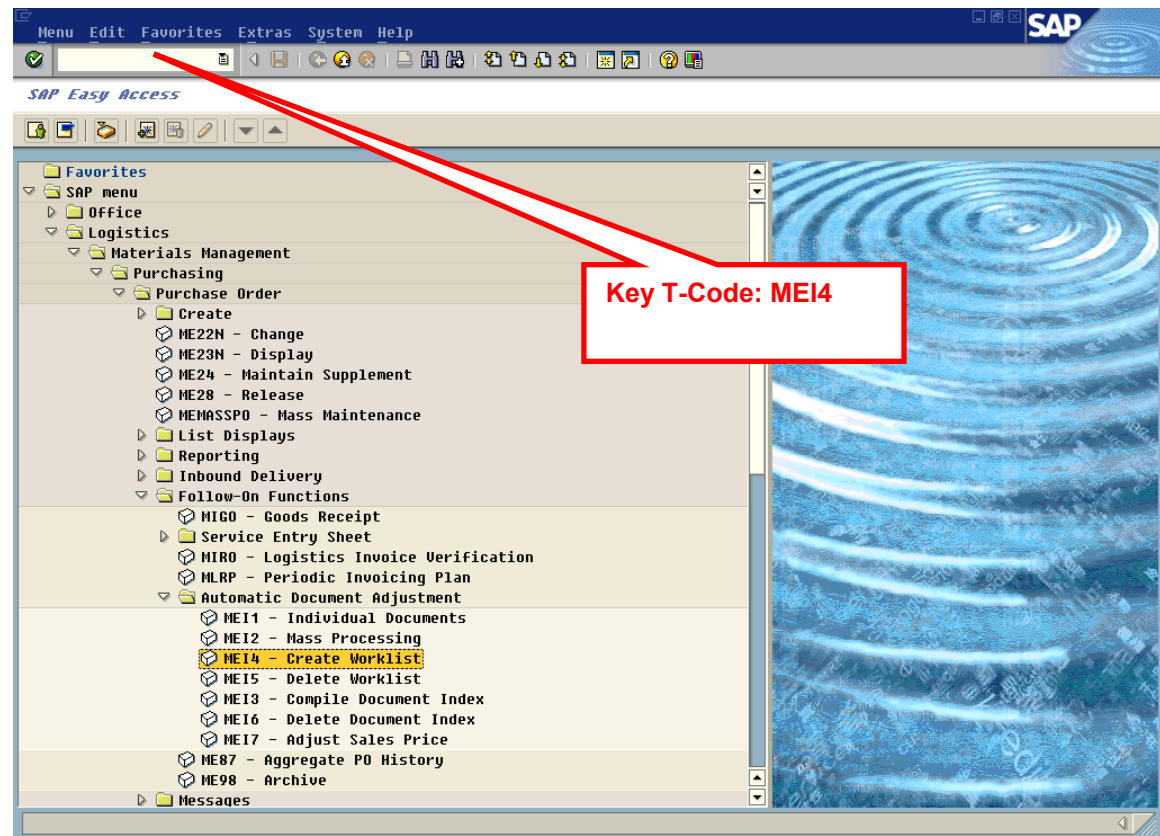 Menu Edit Favorites Extras System Help
SAP
SAP Easy Access
Favorites
SAP menu
Office
Logistics
Materials Management
Purchasing
Purchase Order
Create
ME22N - Change
ME23N - Display
ME24 - Maintain Supplement
ME28 - Release
MEMASSPO - Mass Maintenance
List Displays
Reporting
Inbound Delivery
Follow-On Functions
MIGO - Goods Receipt
Service Entry Sheet
MIRO - Logistics Invoice Verification
MLRP - Periodic Invoicing Plan
Automatic Document Adjustment
MEI1 - Individual Documents
MEI2 - Mass Processing
MEI4 - Create Worklist
MEI5 - Delete Worklist
MEI3 - Compile Document Index
MEI6 - Delete Document Index
MEI7 - Adjust Sales Price
ME87 - Aggregate PO History
ME98 - Archive
Messages
Key T-Code: MEI4